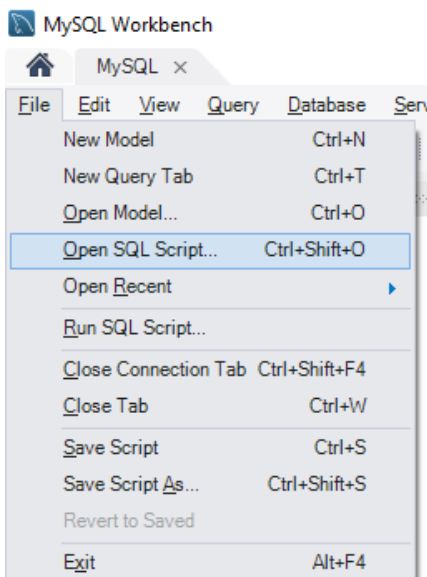 MySQL Workbench
MySQL ×
File Edit View Query Database Serv
New Model Ctrl+N
New Query Tab Ctrl+T
Open Model... Ctrl+O
Open SQL Script... Ctrl+Shift+O
Open Recent
Run SQL Script...
Close Connection Tab Ctrl+Shift+F4
Close Tab Ctrl+W
Save Script Ctrl+S
Save Script As... Ctrl+Shift+S
Revert to Saved
Exit Alt+F4